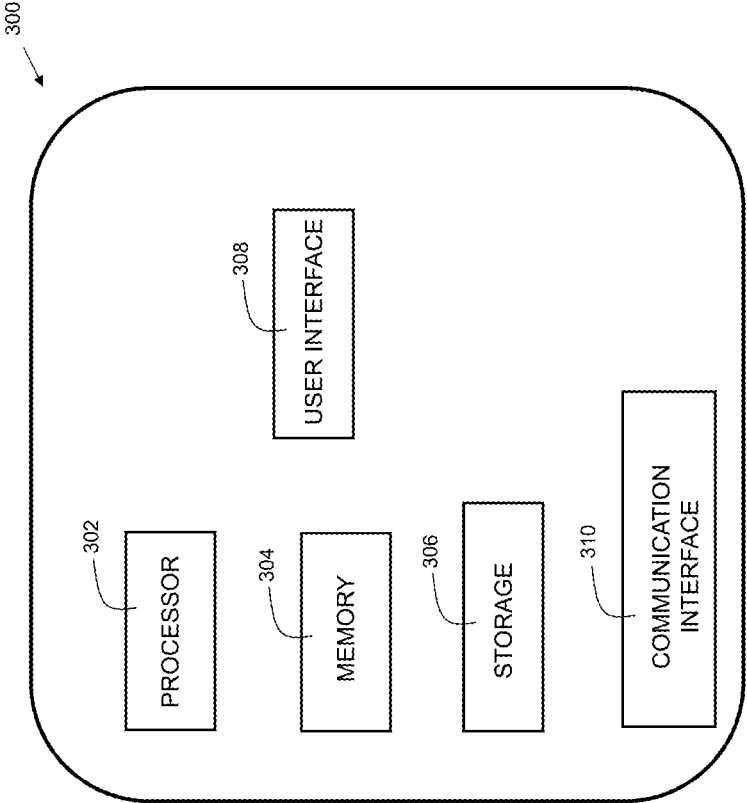 300
302
PROCESSOR
304
MEMORY
308
USER INTERFACE
306
STORAGE
310
COMMUNICATION
INTERFACE